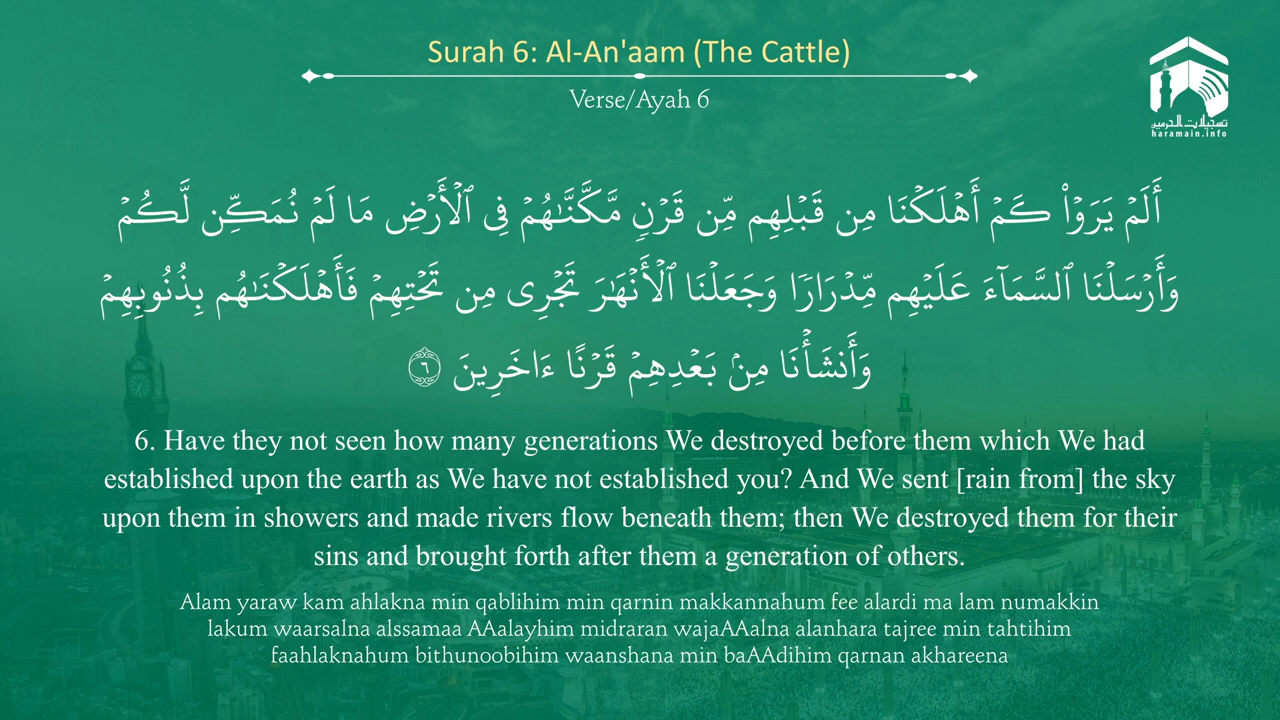 Surah 6: Al-An'aam (The Cattle)
Verse/Ayah 6
تسجيلات الحرمين
haramain.info
أَلَمْ يَرَوْا۟ كَمْ أَهْلَكْنَا مِن قَبْلِهِم مِّن قَرْنٍ مَّكَّنَّٰهُمْ فِى ٱلْأَرْضِ مَا لَمْ نُمَكِّن لَّكُمْ
وَأَرْسَلْنَا ٱلسَّمَآءَ عَلَيْهِم مِّدْرَارًا وَجَعَلْنَا ٱلْأَنْهَٰرَ تَجْرِى مِن تَحْتِهِمْ فَأَهْلَكْنَٰهُم بِذُنُوبِهِمْ
وَأَنشَأْنَا مِنۢ بَعْدِهِمْ قَرْنًا ءَاخَرِينَ ٦
6. Have they not seen how many generations We destroyed before them which We had
established upon the earth as We have not established you? And We sent [rain from] the sky
upon them in showers and made rivers flow beneath them; then We destroyed them for their
sins and brought forth after them a generation of others.
Alam yaraw kam ahlakna min qablihim min qarnin makkannahum fee alardi ma lam numakkin
lakum waarsalna alssamaa AAalayhim midraran wajaAAalna alanhara tajree min tahtihim
faahlaknahum bithunoobihim waanshana min baAAdihim qarnan akhareena